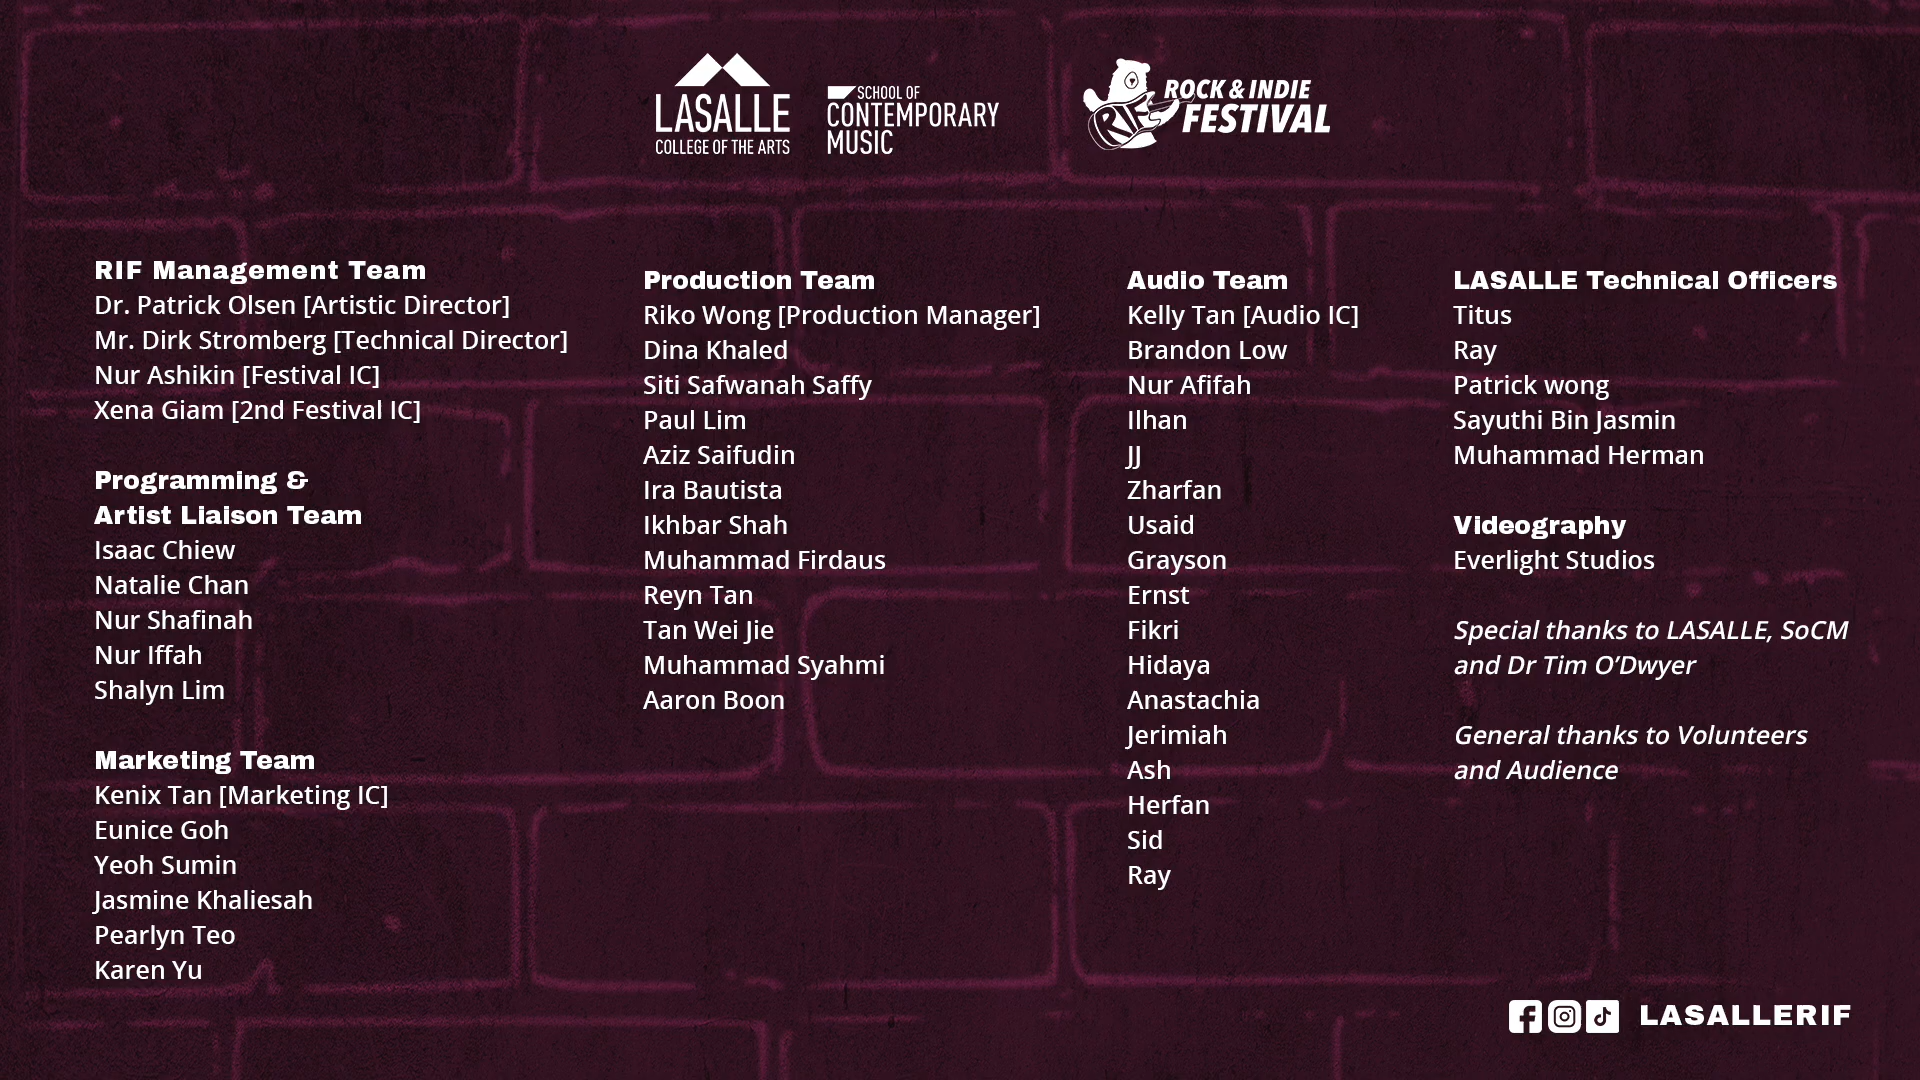 LASALLE
COLLEGE OF THE ARTS
SCHOOL OF
CONTEMPORARY
MUSIC
RIF
ROCK & INDIE
FESTIVAL
RIF Management Team
Dr. Patrick Olsen [Artistic Director]
Mr. Dirk Stromberg [Technical Director]
Nur Ashikin [Festival IC]
Xena Giam [2nd Festival IC]
Programming &
Artist Liaison Team
Isaac Chiew
Natalie Chan
Nur Shafinah
Nur Iffah
Shalyn Lim
Marketing Team
Kenix Tan [Marketing IC]
Eunice Goh
Yeoh Sumin
Jasmine Khaliesah
Pearlyn Teo
Karen Yu
Production Team
Riko Wong [Production Manager]
Dina Khaled
Siti Safwanah Saffy
Paul Lim
Aziz Saifudin
Ira Bautista
Ikhbar Shah
Muhammad Firdaus
Reyn Tan
Tan Wei Jie
Muhammad Syahmi
Aaron Boon
Audio Team
Kelly Tan [Audio IC]
Brandon Low
Nur Afifah
Ilhan
JJ
Zharfan
Usaid
Grayson
Ernst
Fikri
Hidaya
Anastachia
Jerimiah
Ash
Herfan
Sid
Ray
LASALLE Technical Officers
Titus
Ray
Patrick wong
Sayuthi Bin Jasmin
Muhammad Herman
Videography
Everlight Studios
Special thanks to LASALLE, SoCM
and Dr Tim O’Dwyer
General thanks to Volunteers
and Audience
LASALLERIF